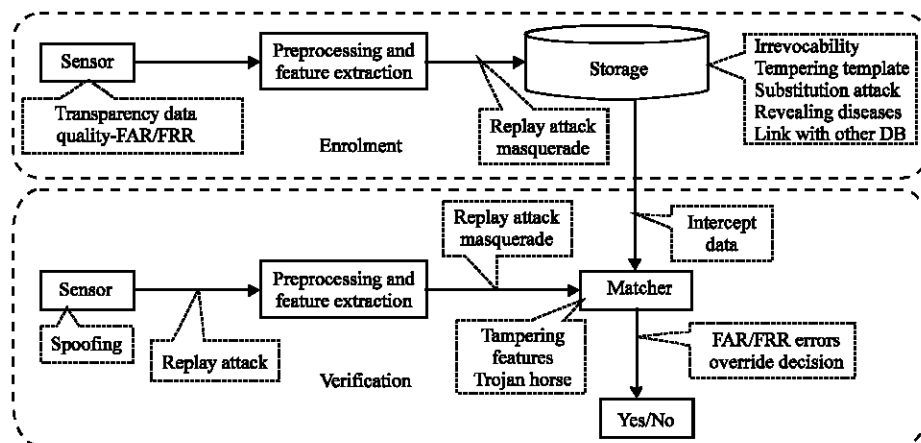 Sensor
Preprocessing and
feature extraction
Storage
Irrevocability
Tempering template
Substitution attack
Revealing diseases
Link with other DB
Transparency data
quality-FAR/FRR
Replay attack
masquerade
Enrolment
Replay attack
masquerade
Intercept
data
Sensor
Preprocessing and
feature extraction
Matcher
Spoofing
Replay attack
Tampering
features
Trojan horse
FAR/FRR errors
override decision
Verification
Yes/No